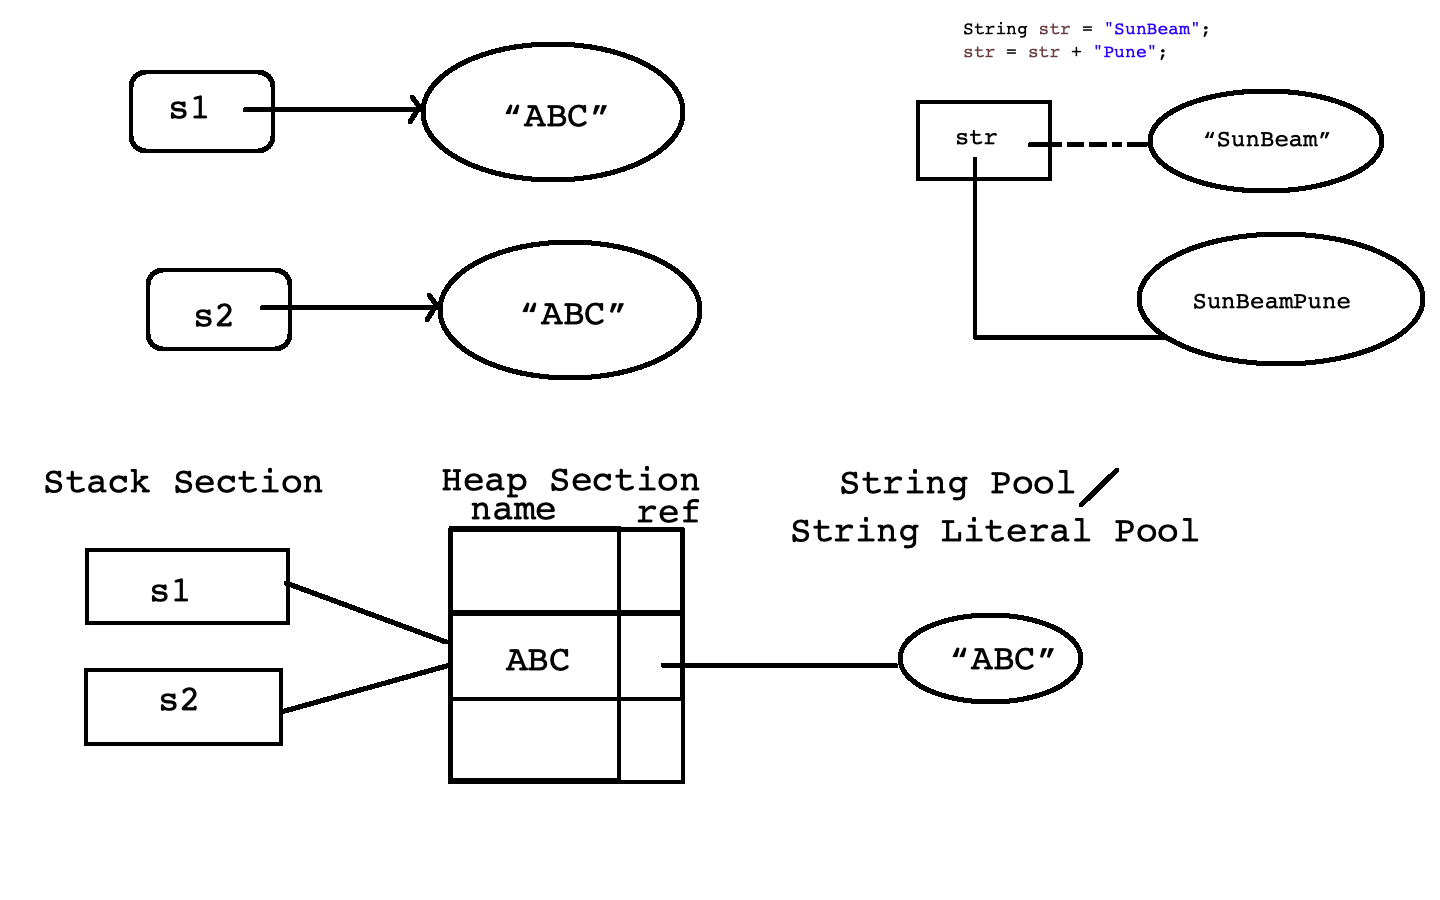 s1
“ABC”
s2
“ABC”
String str = "SunBeam";
str = str + "Pune";
str
“SunBeam”
SunBeamPune
Stack Section
Heap Section
name ref
String Pool/
String Literal Pool
s1
s2
ABC
“ABC”